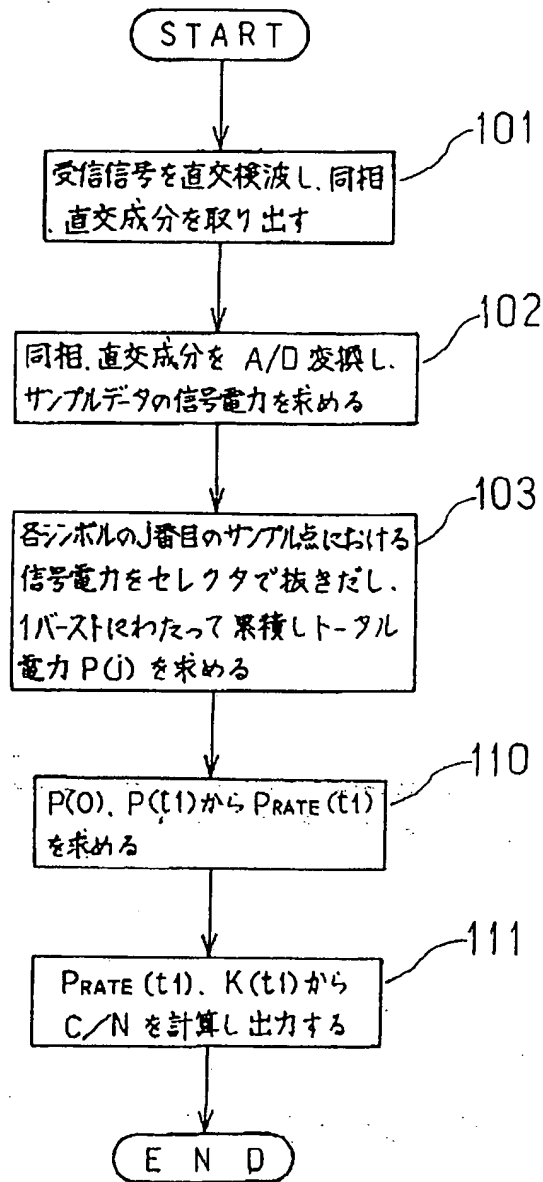 START
101
受信信号を直交検波し、同相
、直交成分を取り出す
102
同相、直交成分を A/D 変換し、
サンプルデータの信号電力を求める
103
各シンボルのj番目のサンプル点における
信号電力をセレクタで抜きだし、
1バーストにわたって累積しトータル
電力 P(j) を求める
110
P(0)、P(t1)から PRATE(t1)
を求める
111
PRATE(t1)、K(t1)から
C/N を計算し出力する
END